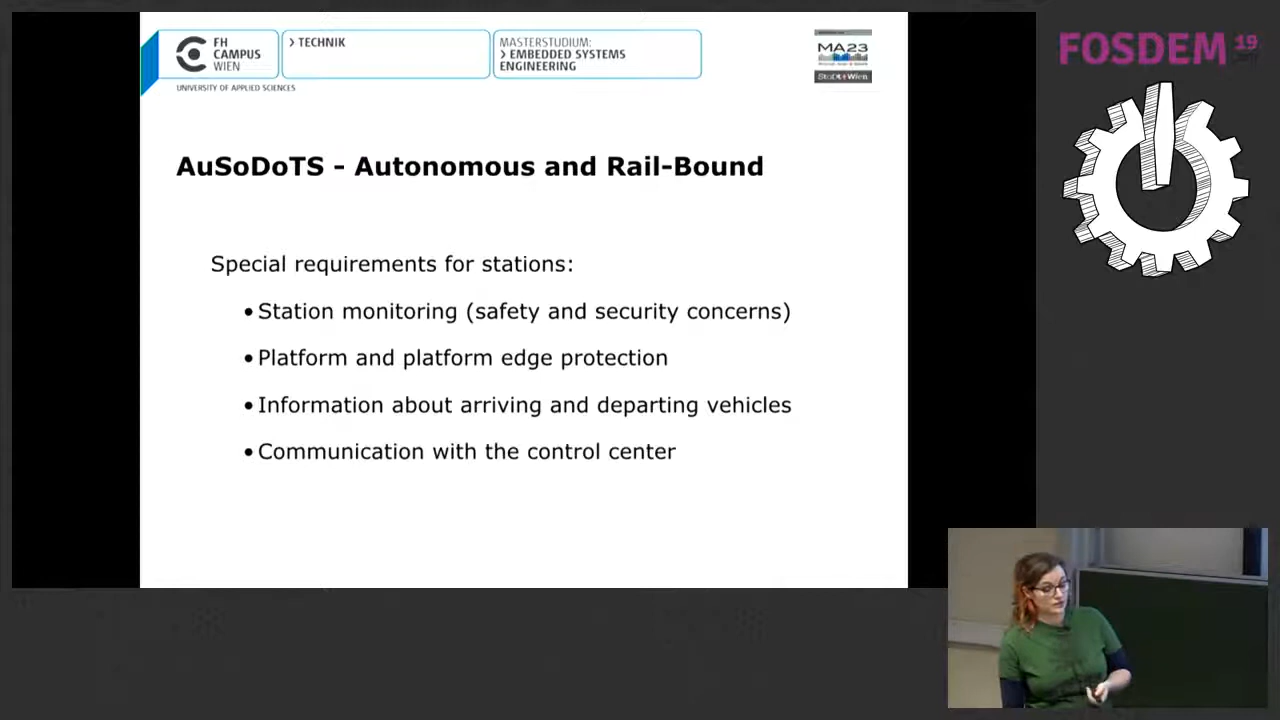 FH
CAMPUS
WIEN
UNIVERSITY OF APPLIED SCIENCES
> TECHNIK
MASTERSTUDIUM:
> EMBEDDED SYSTEMS
ENGINEERING
MA23
StaDt Wien
FOSDEM 19
AuSoDoTS - Autonomous and Rail-Bound
Special requirements for stations:
• Station monitoring (safety and security concerns)
• Platform and platform edge protection
• Information about arriving and departing vehicles
• Communication with the control center